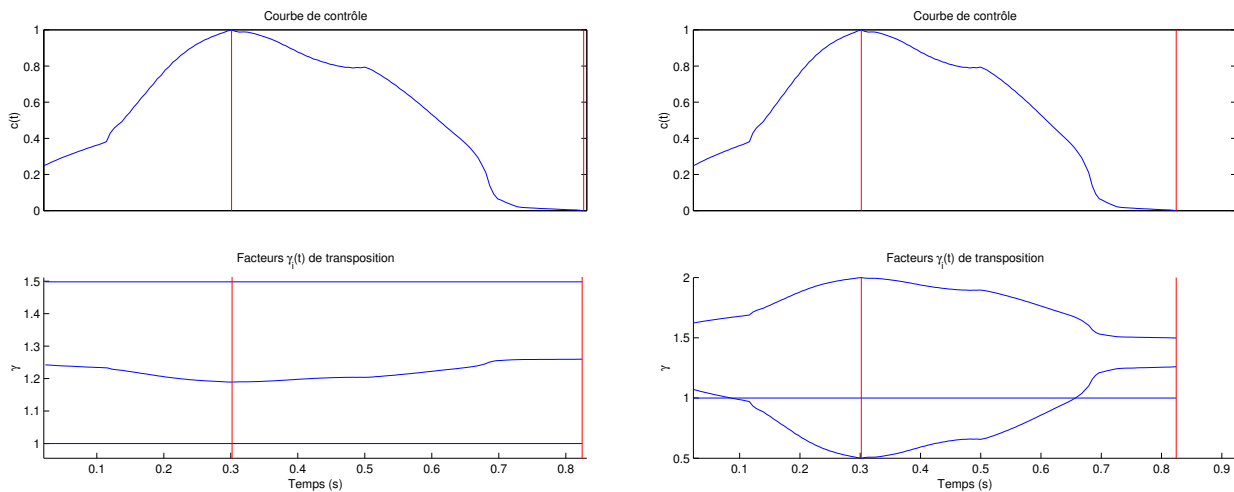 Courbe de contrôle
1
0.8
0.6
0.4
0.2
0
c(t)
Facteurs γi(t) de transposition
1.5
1.4
1.3
1.2
1.1
1
γ
0.1 0.2 0.3 0.4 0.5 0.6 0.7 0.8
Temps (s)
Courbe de contrôle
1
0.8
0.6
0.4
0.2
0
c(t)
Facteurs γi(t) de transposition
2
1.5
1
0.5
γ
0.1 0.2 0.3 0.4 0.5 0.6 0.7 0.8 0.9
Temps (s)